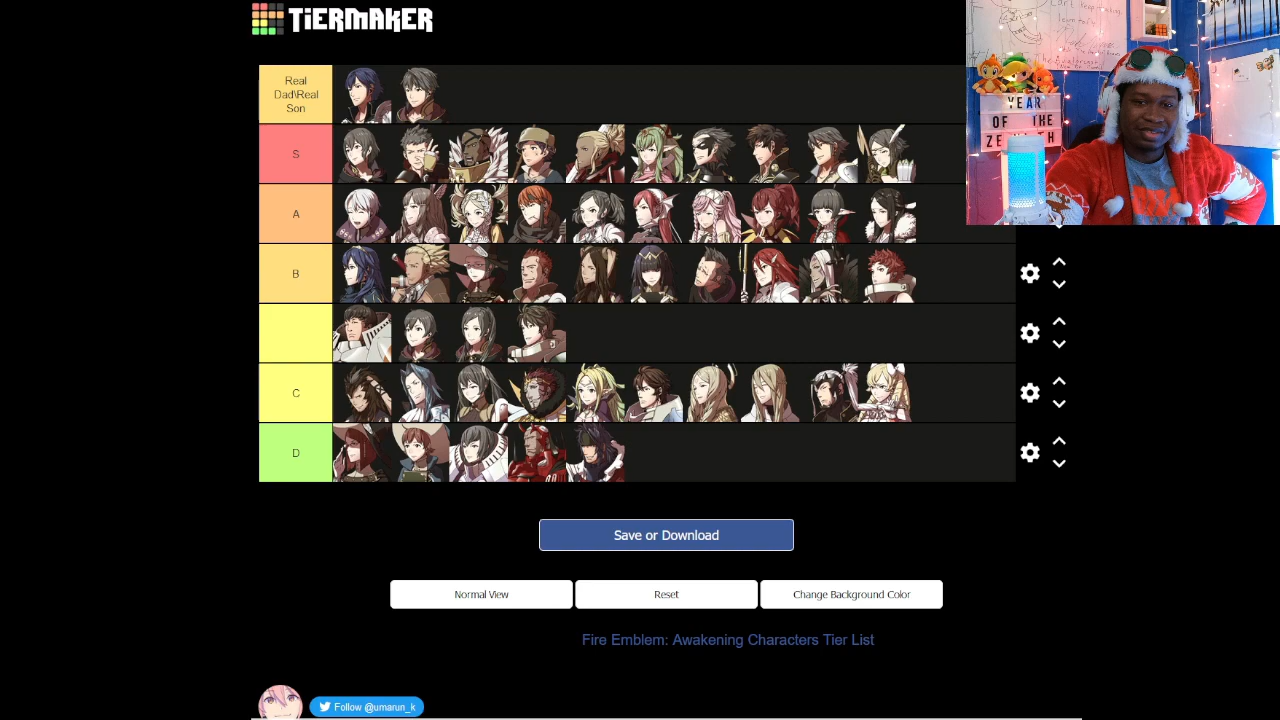 TiERMAKER
Real
Dad\Real
Son
S
A
B
C
D
YEAR
OF THE
Save or Download
Normal View
Reset
Change Background Color
Fire Emblem: Awakening Characters Tier List
Follow @umarun_k